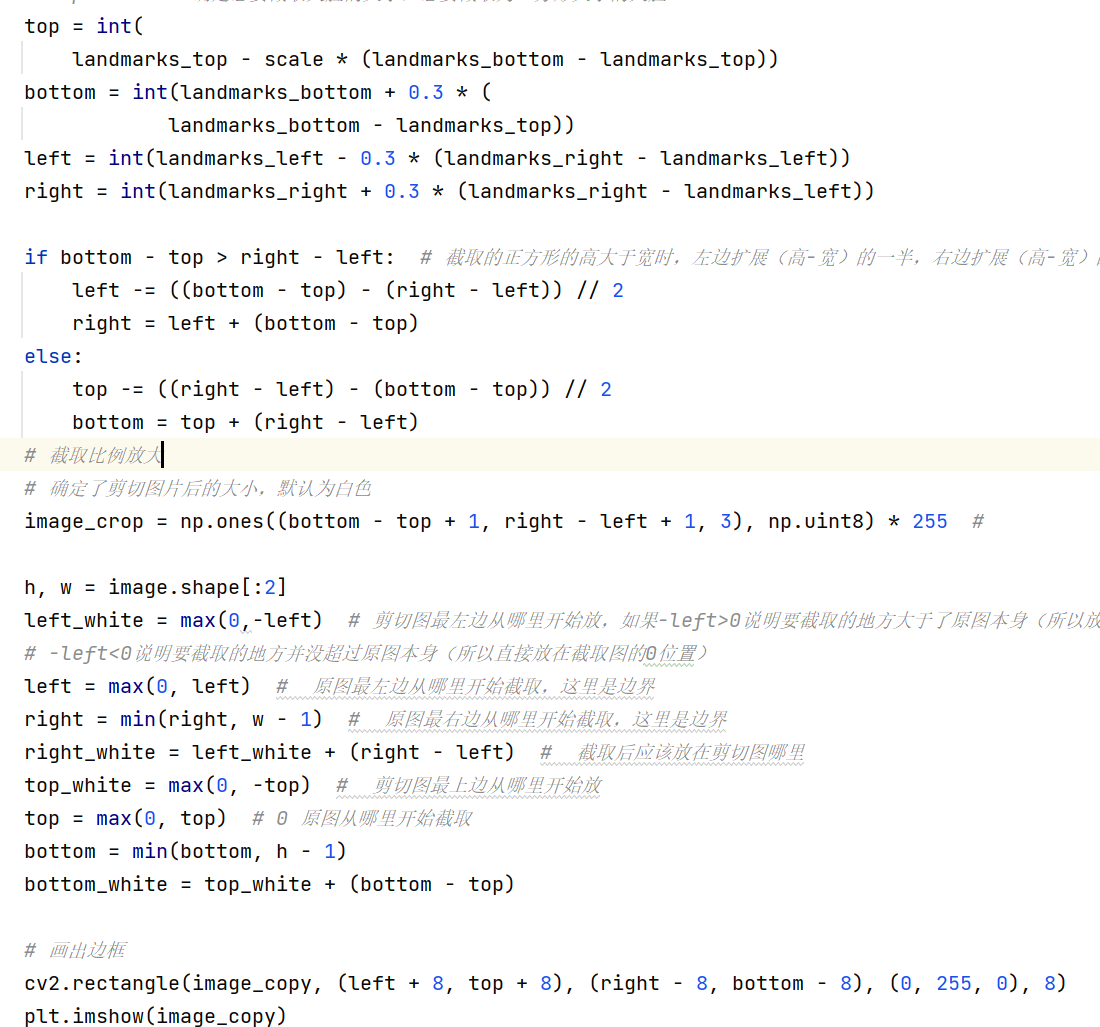 top = int(
landmarks_top - scale * (landmarks_bottom - landmarks_top))
bottom = int(landmarks_bottom + 0.3 * (
landmarks_bottom - landmarks_top))
left = int(landmarks_left - 0.3 * (landmarks_right - landmarks_left))
right = int(landmarks_right + 0.3 * (landmarks_right - landmarks_left))
if bottom - top > right - left:  # 截取的正方形的高大于宽时，左边扩展（高-宽）的一半，右边扩展（高-宽）
left -= ((bottom - top) - (right - left)) // 2
right = left + (bottom - top)
else:
top -= ((right - left) - (bottom - top)) // 2
bottom = top + (right - left)
# 截取比例放大
# 确定了剪切图片后的大小，默认为白色
image_crop = np.ones((bottom - top + 1, right - left + 1, 3), np.uint8) * 255  #
h, w = image.shape[:2]
left_white = max(0,-left)  # 剪切图最左边从哪里开始放，如果-left>0说明要截取的地方大于了原图本身（所以放
# -left<0说明要截取的地方并没超过原图本身（所以直接放在截取图的0位置）
left = max(0, left)  #  原图最左边从哪里开始截取．这里是边界
right = min(right, w - 1)  #  原图最右边从哪里开始截取，这里是边界
right_white = left_white + (right - left)  #  截取后应该放在剪切图哪里
top_white = max(0, -top)  #  剪切图最上边从哪里开始放
top = max(0, top)  # 0 原图从哪里开始截取
bottom = min(bottom, h - 1)
bottom_white = top_white + (bottom - top)
# 画出边框
cv2.rectangle(image_copy, (left + 8, top + 8), (right - 8, bottom - 8), (0, 255, 0), 8)
plt.imshow(image_copy)